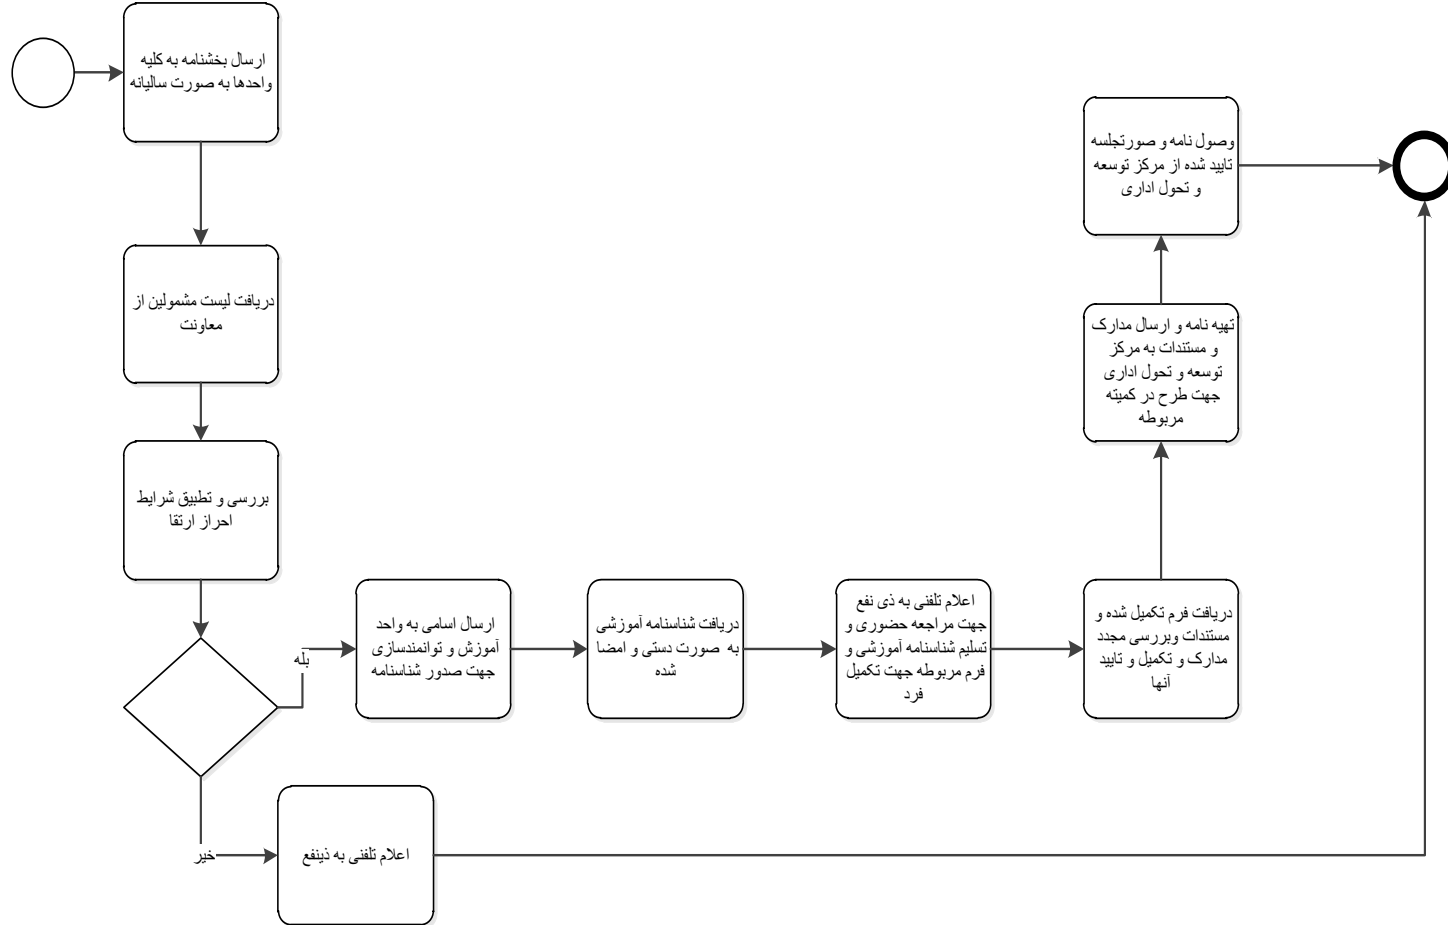 ارسال بخشنامه به کلیه
واحدها به صورت سالیانه
دریافت لیست مشمولین از
معاونت
بررسی و تطبیق شرایط
احراز ارتقا
بله
ارسال اسامی به واحد
آموزش و توانمندسازی
جهت صدور شناسنامه
دریافت شناسنامه آموزشی
به صورت دستی و امضا
شده
اعلام تلفنی به ذی نفع
جهت مراجعه حضوری و
تسلیم شناسنامه آموزشی و
فرم مربوطه جهت تکمیل
فرد
دریافت فرم تکمیل شده و
مستندات وبررسی مجدد
مدارک و تکمیل و تایید
آنها
تهیه نامه و ارسال مدارک
و مستندات به مرکز
توسعه و تحول اداری
جهت طرح در کمیته
مربوطه
وصول نامه و صورتجلسه
تایید شده از مرکز توسعه
و تحول اداری
خیر
اعلام تلفنی به ذینفع